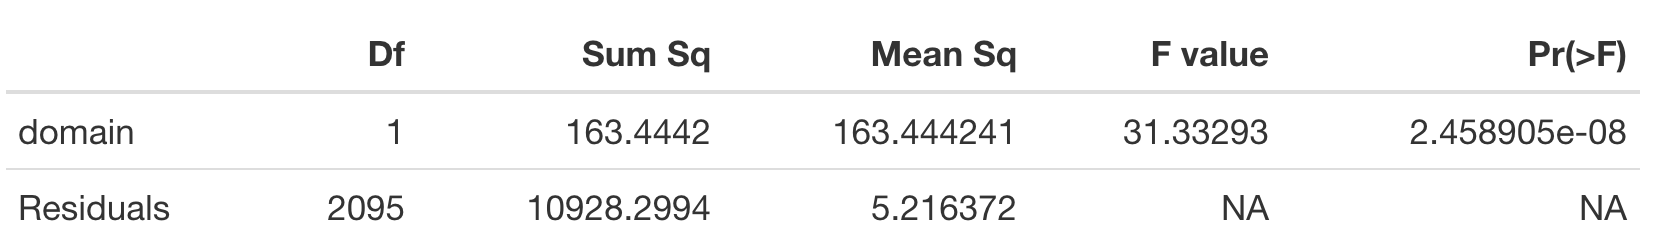 Df Sum Sq Mean Sq F value Pr(>F)
domain 1 163.4442 163.444241 31.33293 2.458905e-08
Residuals 2095 10928.2994 5.216372 NA NA